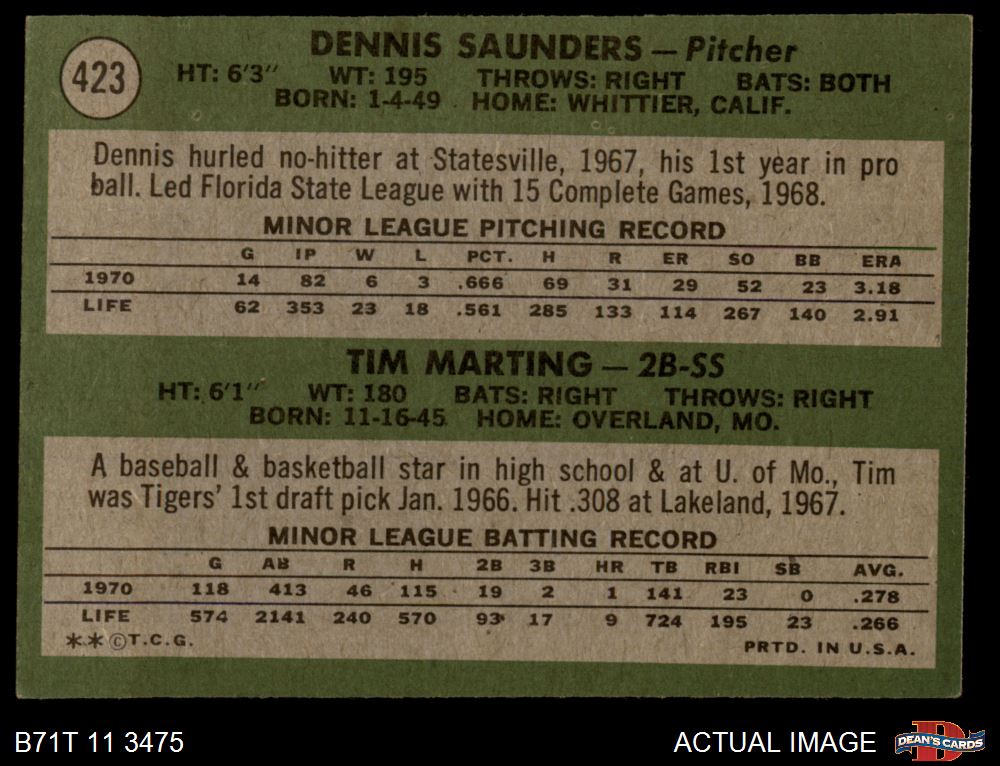 423
DENNIS SAUNDERS — Pitcher
HT: 6'3" WT: 195 THROWS: RIGHT BATS: BOTH
BORN: 1-4-49 HOME: WHITTIER, CALIF.
Dennis hurled no-hitter at Statesville, 1967, his 1st year in pro
ball. Led Florida State League with 15 Complete Games, 1968.
MINOR LEAGUE PITCHING RECORD
G IP W L PCT. H R ER SO BB ERA
1970 14 82 6 3 .666 69 31 29 52 23 3.18
LIFE 62 353 23 18 .561 285 133 114 267 140 2.91
TIM MARTING — 2B-SS
HT: 6'1" WT: 180 BATS: RIGHT THROWS: RIGHT
BORN: 11-16-45 HOME: OVERLAND, MO.
A baseball & basketball star in high school & at U. of Mo., Tim
was Tigers' 1st draft pick Jan. 1966. Hit .308 at Lakeland, 1967.
MINOR LEAGUE BATTING RECORD
G AB R H 2B 3B HR TB RBI SB AVG.
1970 118 413 46 115 19 2 1 141 23 0 .278
LIFE 574 2141 240 570 93 17 9 724 195 23 .266
**©T.C.G. PRTD. IN U.S.A.
B71T 11 3475 ACTUAL IMAGE DEAN'S CARDS